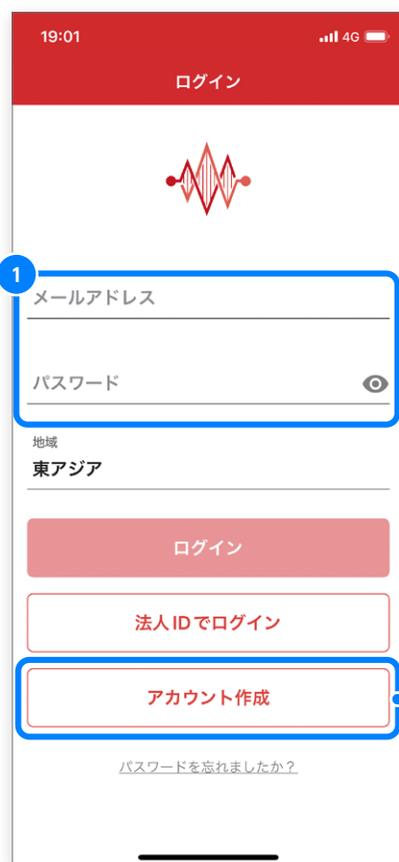 19:01
4G
ログイン
1
メールアドレス
パスワード
地域
東アジア
ログイン
法人IDでログイン
アカウント作成
パスワードを忘れましたか？